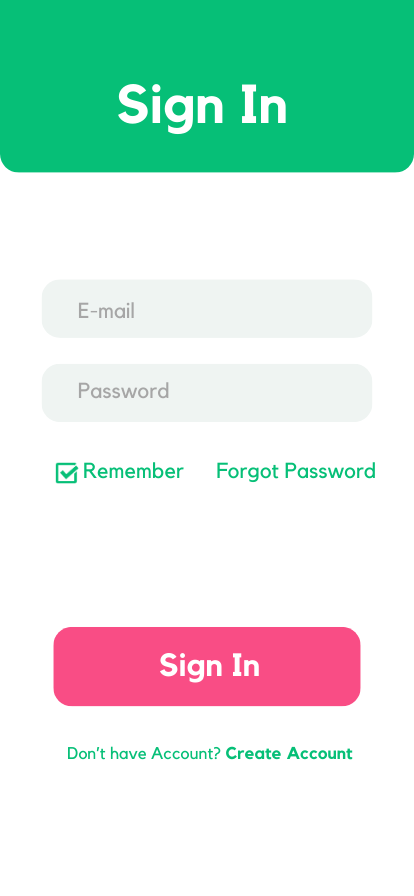 Sign In
E-mail
Password
Remember Forgot Password
Sign In
Don't have Account? Create Account